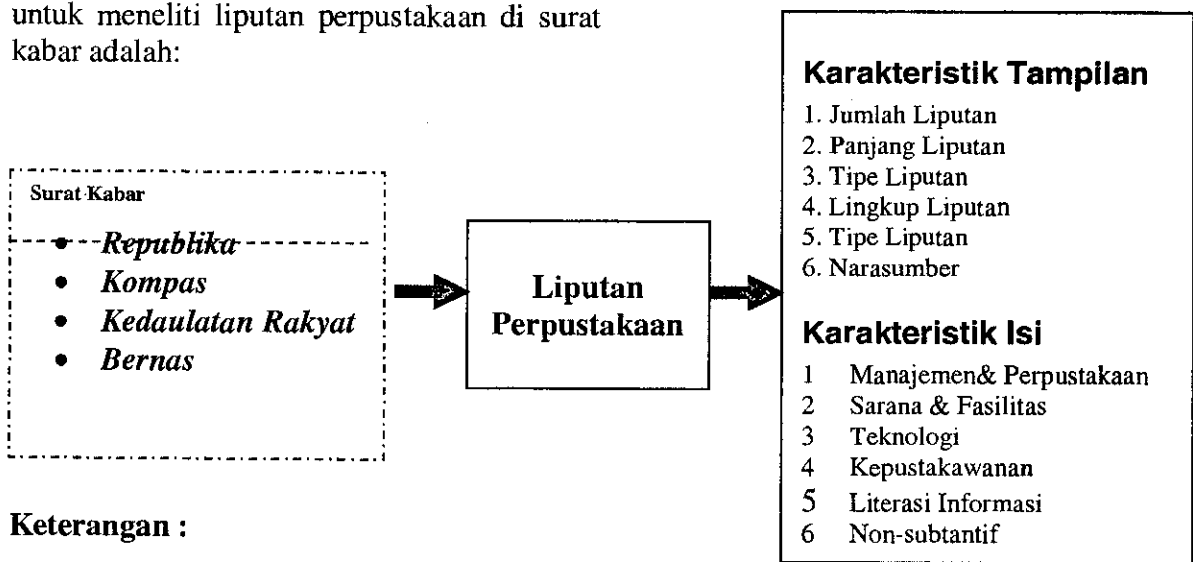 untuk meneliti liputan perpustakaan di surat
kabar adalah:
Surat Kabar
• Republika
• Kompas
• Kedaulatan Rakyat
• Bernas
Liputan
Perpustakaan
Karakteristik Tampilan
1. Jumlah Liputan
2. Panjang Liputan
3. Tipe Liputan
4. Lingkup Liputan
5. Tipe Liputan
6. Narasumber
Karakteristik Isi
1 Manajemen& Perpustakaan
2 Sarana & Fasilitas
3 Teknologi
4 Kepustakawanan
5 Literasi Informasi
6 Non-subtantif
Keterangan :